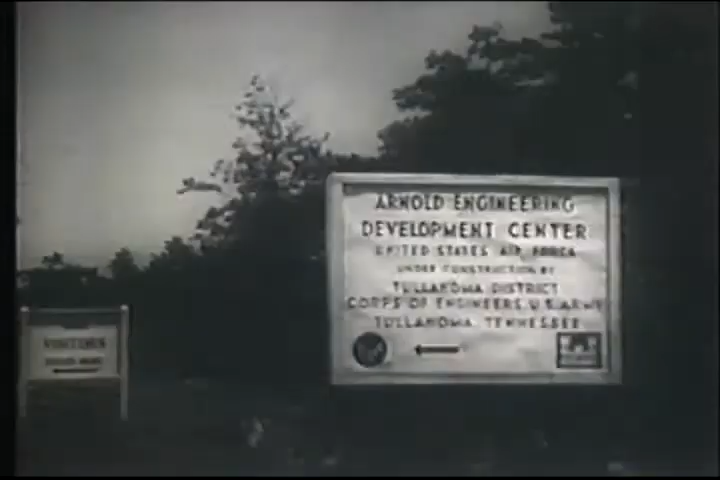 ARNOLD ENGINEERING
DEVELOPMENT CENTER
UNITED STATES AIR FORCE
UNDER CONSTRUCTION BY
TULLAHOMA DISTRICT
CORPS OF ENGINEERS, U.S. ARMY
TULLAHOMA, TENNESSEE
VISITORS